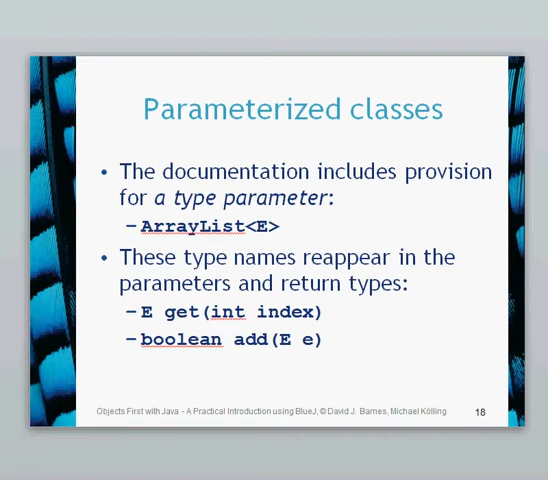 Parameterized classes
• The documentation includes provision
for a type parameter:
– ArrayList<E>
• These type names reappear in the
parameters and return types:
– E get(int index)
– boolean add(E e)
Objects First with Java - A Practical Introduction using BlueJ, © David J. Barnes, Michael Kölling
18